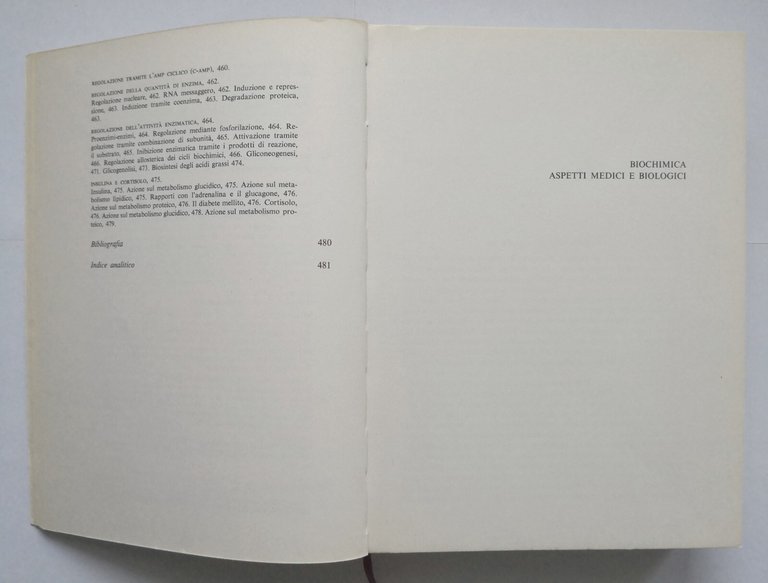 REGOLAZIONE TRAMITE L'AMP CICLICO (C-AMP), 460.
REGOLAZIONE DELLA QUANTITÀ DI ENZIMA, 462.
Regolazione nucleare, 462. RNA messaggero, 462. Induzione e repres-
sione, 463. Induzione tramite coenzima, 463. Degradazione proteica,
463.
REGOLAZIONE DELL'ATTIVITÀ ENZIMATICA, 464.
Proenzimi-enzimi, 464. Regolazione mediante fosforilazione, 464. Re-
golazione tramite combinazione di subunità, 465. Attivazione tramite
il substrato, 465. Inibizione enzimatica tramite i prodotti di reazione,
466. Regolazione allosterica dei cicli biochimici, 466. Gliconeogenesi,
471. Glicogenolisi, 473. Biosintesi degli acidi grassi 474.
INSULINA E CORTISOLO, 475.
Insulina, 475. Azione sul metabolismo glucidico, 475. Azione sul meta-
bolismo lipidico, 475. Rapporti con l'adrenalina e il glucagone, 476.
Azione sul metabolismo proteico, 476. Il diabete mellito, 476. Cortisolo,
476. Azione sul metabolismo glucidico, 478. Azione sul metabolismo pro-
teico, 479.
Bibliografia 480
Indice analitico 481
BIOCHIMICA
ASPETTI MEDICI E BIOLOGICI